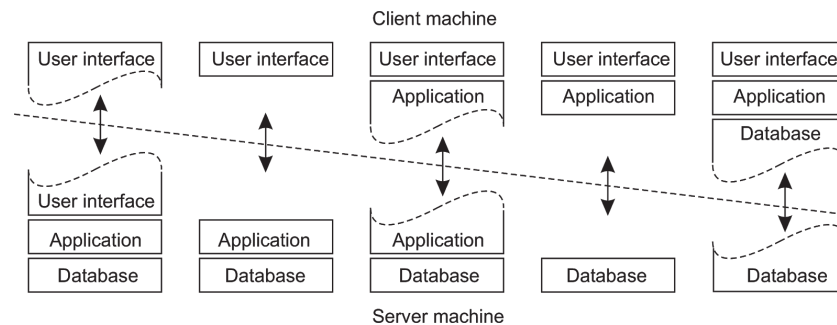 Client machine
User interface
User interface
User interface
User interface
User interface
Application
Application
Application
Database
User interface
Application
Application
Application
Database
Database
Database
Database
Database
Server machine